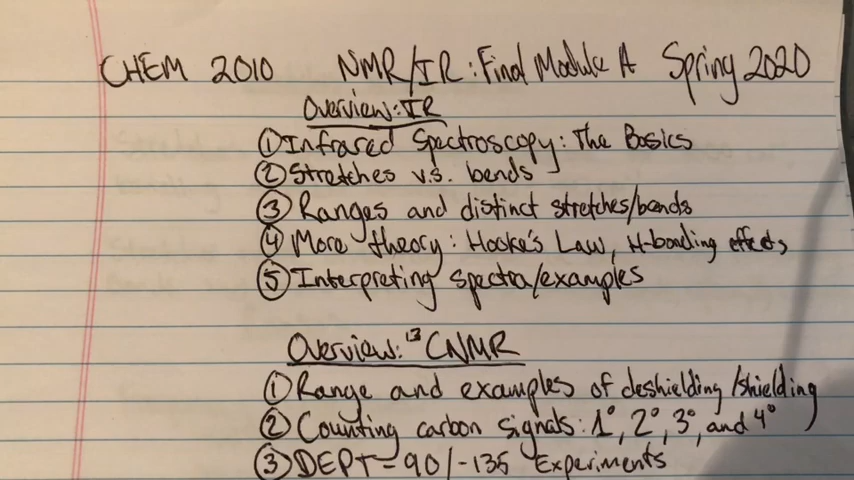 CHEM 2010 NMR/IR: Final Module A Spring 2020
Overview: IR
① Infrared Spectroscopy: The Basics
② Stretches v.s. bends
③ Ranges and distinct stretches/bends
④ More theory: Hooke's Law, H-bonding effects
⑤ Interpreting spectra/examples
Overview: ¹³CNMR
① Range and examples of deshielding/shielding
② Counting carbon signals: 1°, 2°, 3°, and 4°
③ DEPT-90/-135 Experiments